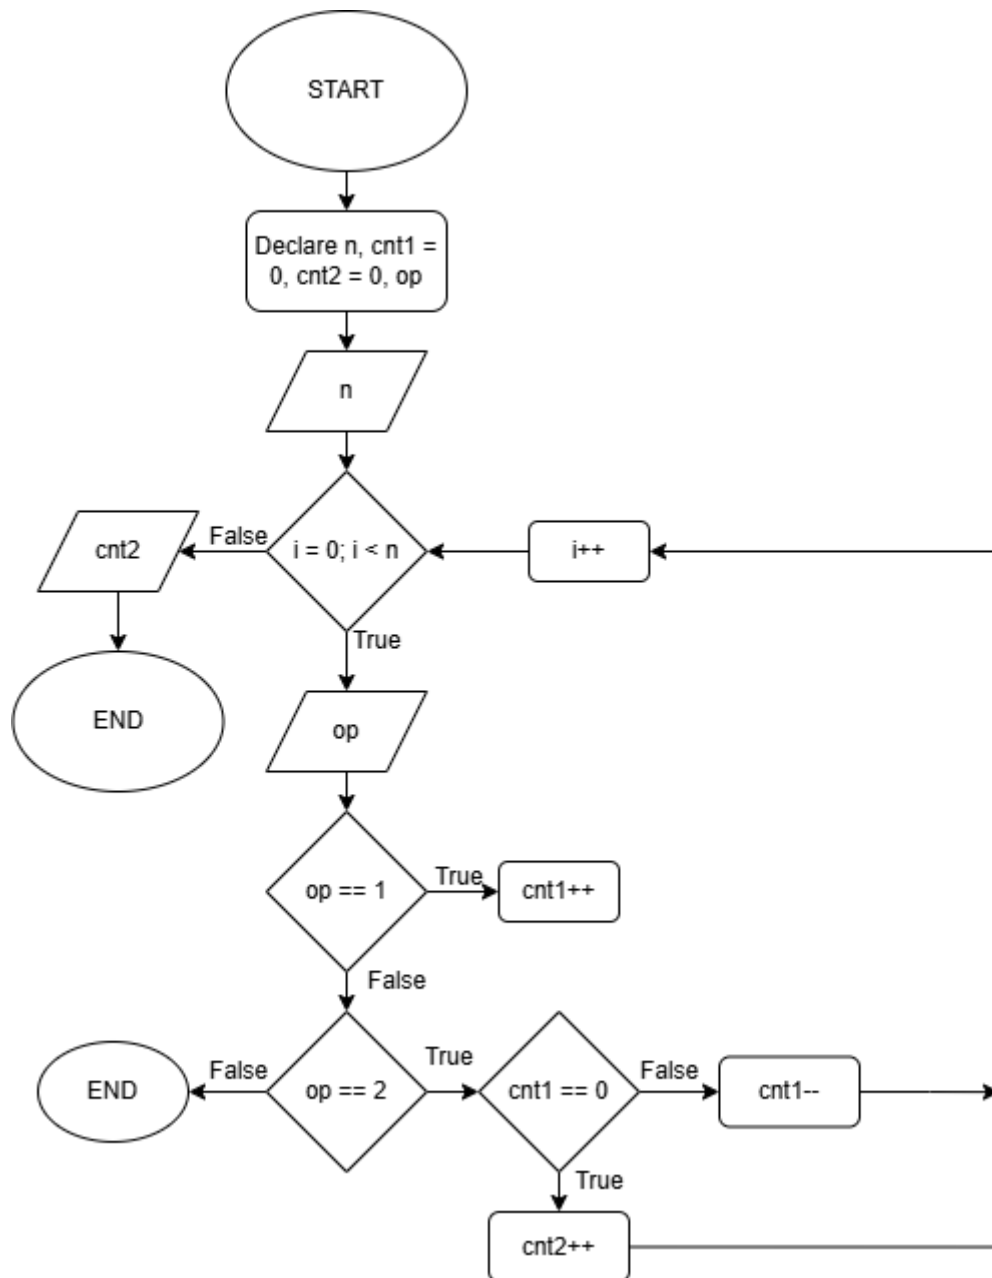 START
Declare n, cnt1 =
0, cnt2 = 0, op
n
False
cnt2
i = 0; i < n
i++
True
END
op
op == 1
True
cnt1++
False
END
False
op == 2
True
cnt1 == 0
False
cnt1--
True
cnt2++